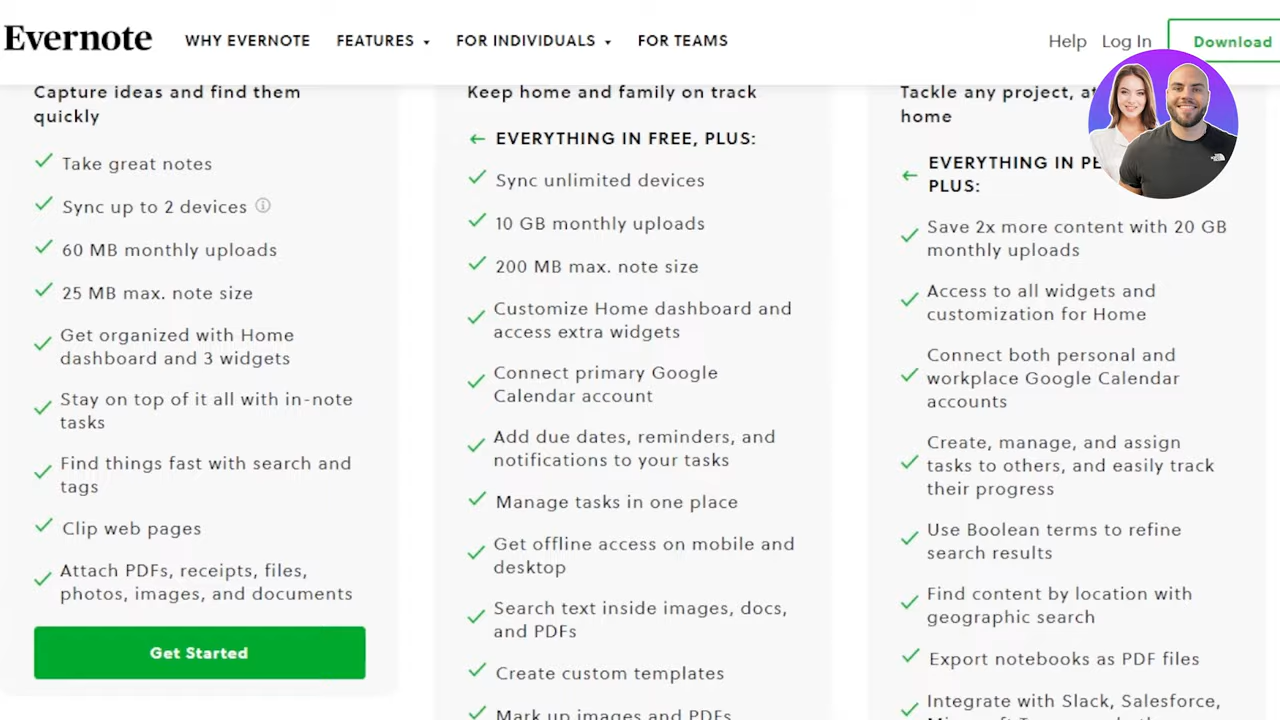 Evernote
WHY EVERNOTE
FEATURES
FOR INDIVIDUALS
FOR TEAMS
Help
Log In
Download
Capture ideas and find them
quickly
Take great notes
Sync up to 2 devices
60 MB monthly uploads
25 MB max. note size
Get organized with Home
dashboard and 3 widgets
Stay on top of it all with in-note
tasks
Find things fast with search and
tags
Clip web pages
Attach PDFs, receipts, files,
photos, images, and documents
Get Started
Keep home and family on track
EVERYTHING IN FREE, PLUS:
Sync unlimited devices
10 GB monthly uploads
200 MB max. note size
Customize Home dashboard and
access extra widgets
Connect primary Google
Calendar account
Add due dates, reminders, and
notifications to your tasks
Manage tasks in one place
Get offline access on mobile and
desktop
Search text inside images, docs,
and PDFs
Create custom templates
Mark up images and PDFs
Tackle any project,
home
EVERYTHING IN
PLUS:
Save 2x more content with 20 GB
monthly uploads
Access to all widgets and
customization for Home
Connect both personal and
workplace Google Calendar
accounts
Create, manage, and assign
tasks to others, and easily track
their progress
Use Boolean terms to refine
search results
Find content by location with
geographic search
Export notebooks as PDF files
Integrate with Slack, Salesforce,